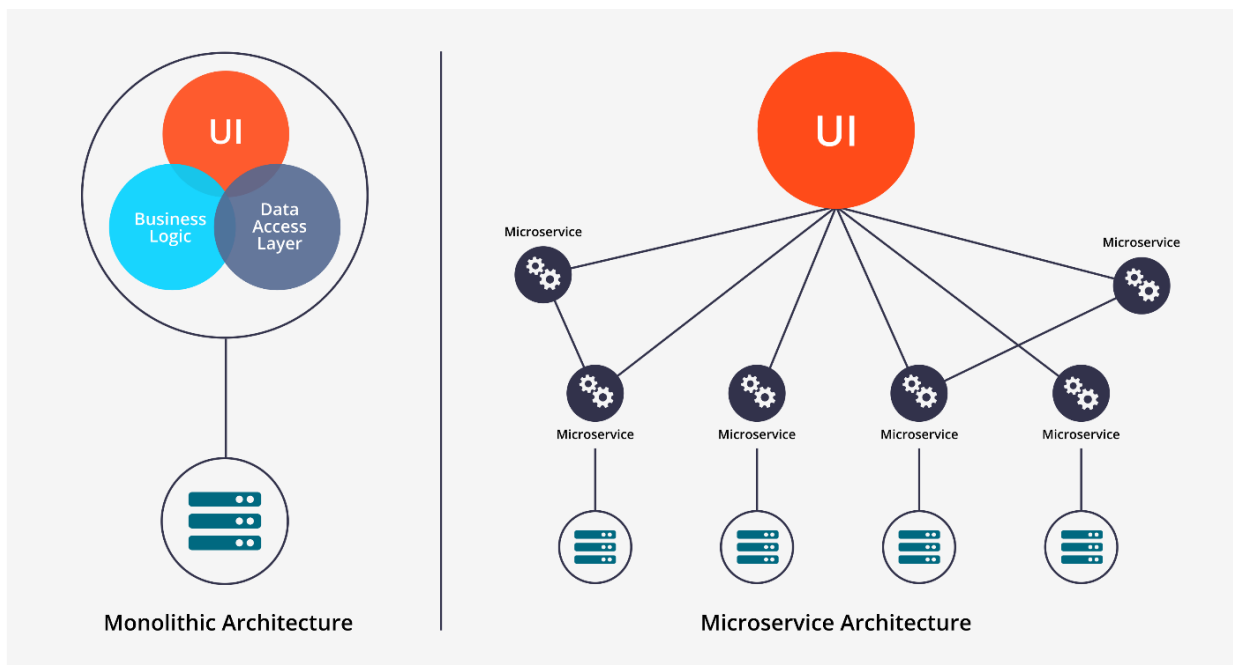 UI
Business
Logic
Data
Access
Layer
Monolithic Architecture
UI
Microservice
Microservice
Microservice
Microservice
Microservice
Microservice
Microservice Architecture